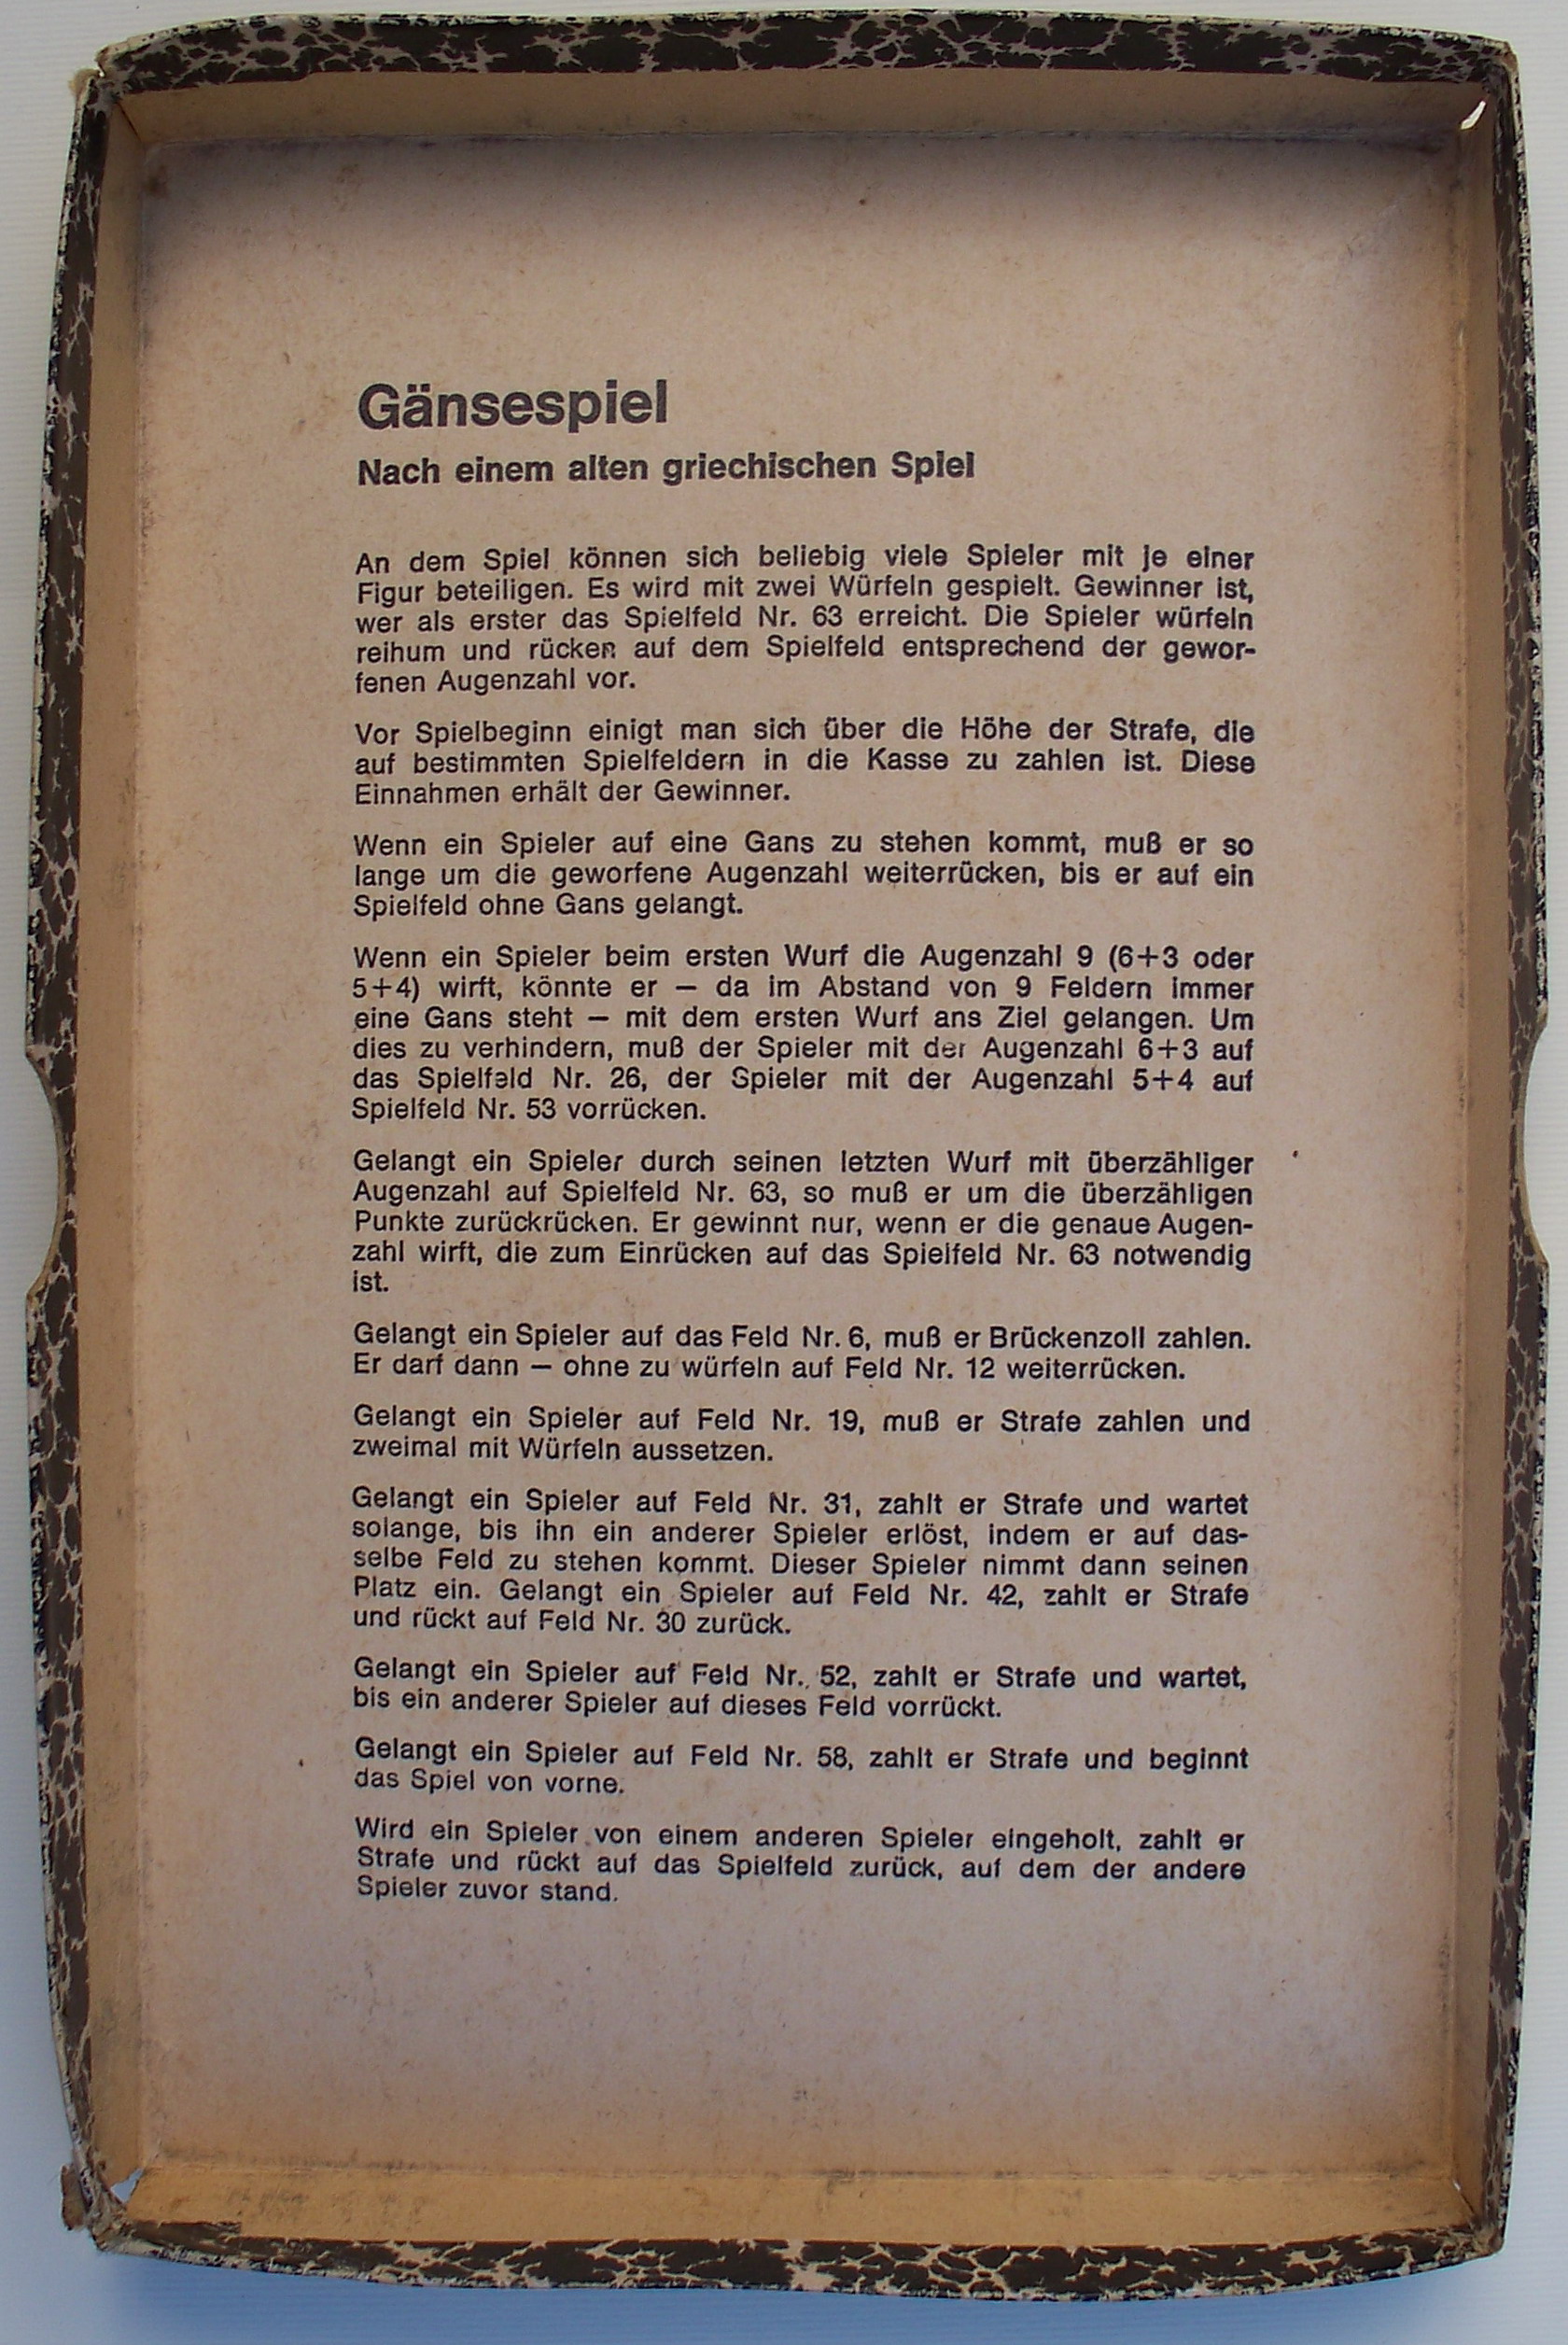 Gänsespiel
Nach einem alten griechischen Spiel
An dem Spiel können sich beliebig viele Spieler mit je einer
Figur beteiligen. Es wird mit zwei Würfeln gespielt. Gewinner ist,
wer als erster das Spielfeld Nr. 63 erreicht. Die Spieler würfeln
reihum und rücken auf dem Spielfeld entsprechend der gewor-
fenen Augenzahl vor.
Vor Spielbeginn einigt man sich über die Höhe der Strafe, die
auf bestimmten Spielfeldern in die Kasse zu zahlen ist. Diese
Einnahmen erhält der Gewinner.
Wenn ein Spieler auf eine Gans zu stehen kommt, muß er so
lange um die geworfene Augenzahl weiterrücken, bis er auf ein
Spielfeld ohne Gans gelangt.
Wenn ein Spieler beim ersten Wurf die Augenzahl 9 (6+3 oder
5+4) wirft, könnte er — da im Abstand von 9 Feldern immer
eine Gans steht — mit dem ersten Wurf ans Ziel gelangen. Um
dies zu verhindern, muß der Spieler mit der Augenzahl 6+3 auf
das Spielfeld Nr. 26, der Spieler mit der Augenzahl 5+4 auf
Spielfeld Nr. 53 vorrücken.
Gelangt ein Spieler durch seinen letzten Wurf mit überzähliger
Augenzahl auf Spielfeld Nr. 63, so muß er um die überzähligen
Punkte zurückrücken. Er gewinnt nur, wenn er die genaue Augen-
zahl wirft, die zum Einrücken auf das Spielfeld Nr. 63 notwendig
ist.
Gelangt ein Spieler auf das Feld Nr. 6, muß er Brückenzoll zahlen.
Er darf dann — ohne zu würfeln auf Feld Nr. 12 weiterrücken.
Gelangt ein Spieler auf Feld Nr. 19, muß er Strafe zahlen und
zweimal mit Würfeln aussetzen.
Gelangt ein Spieler auf Feld Nr. 31, zahlt er Strafe und wartet
solange, bis ihn ein anderer Spieler erlöst, indem er auf das-
selbe Feld zu stehen kommt. Dieser Spieler nimmt dann seinen
Platz ein. Gelangt ein Spieler auf Feld Nr. 42, zahlt er Strafe
und rückt auf Feld Nr. 30 zurück.
Gelangt ein Spieler auf Feld Nr. 52, zahlt er Strafe und wartet,
bis ein anderer Spieler auf dieses Feld vorrückt.
Gelangt ein Spieler auf Feld Nr. 58, zahlt er Strafe und beginnt
das Spiel von vorne.
Wird ein Spieler von einem anderen Spieler eingeholt, zahlt er
Strafe und rückt auf das Spielfeld zurück, auf dem der andere
Spieler zuvor stand.